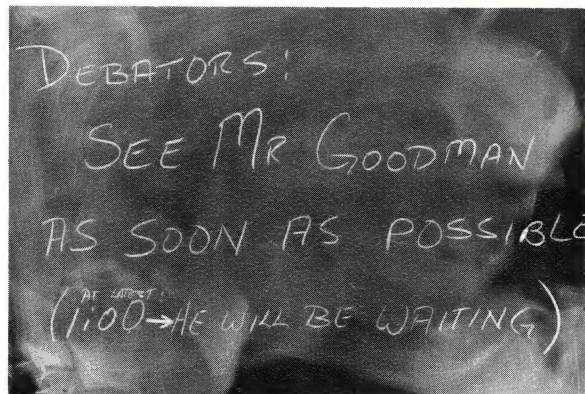 DEBATORS:
SEE MR GOODMAN
AS SOON AS POSSIBLE
AT LATEST!
(1:00→HE WILL BE WAITING)